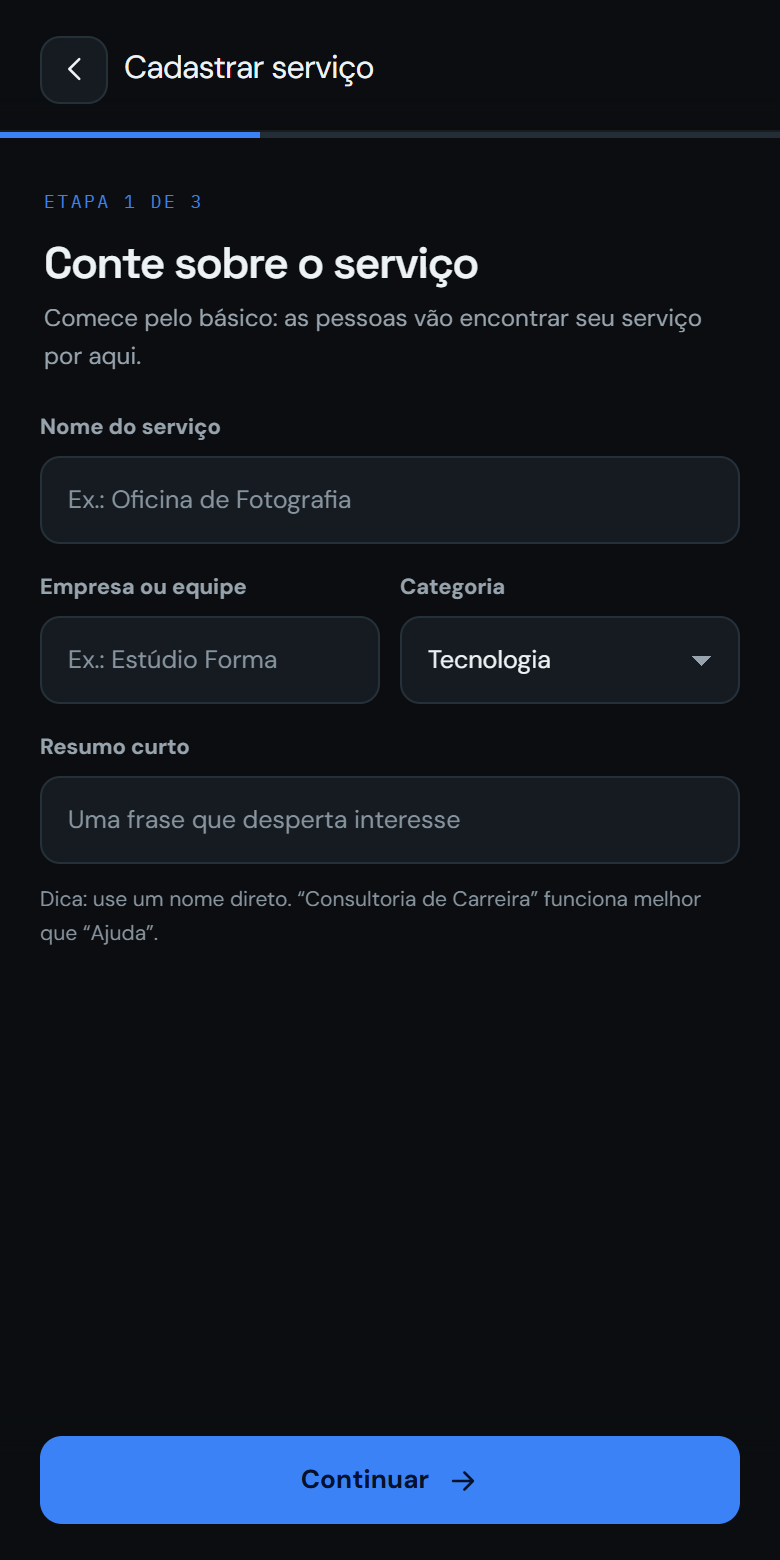 Cadastrar serviço
ETAPA 1 DE 3
Conte sobre o serviço
Comece pelo básico: as pessoas vão encontrar seu serviço
por aqui.
Nome do serviço
Ex.: Oficina de Fotografia
Empresa ou equipe
Categoria
Ex.: Estúdio Forma
Tecnologia
Resumo curto
Uma frase que desperta interesse
Dica: use um nome direto. “Consultoria de Carreira” funciona melhor
que “Ajuda”.
Continuar →